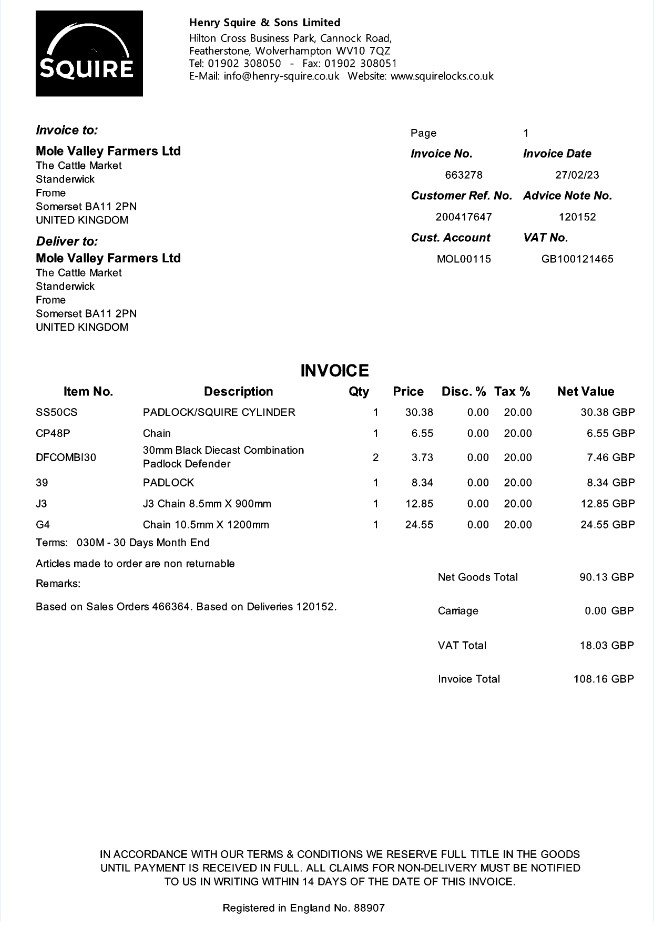 SQUIRE
Henry Squire & Sons Limited
Hilton Cross Business Park, Cannock Road,
Featherstone, Wolverhampton WV10 7QZ
Tel: 01902 308050 - Fax: 01902 308051
E-Mail: info@henry-squire.co.uk Website: www.squirelocks.co.uk
Invoice to:
Mole Valley Farmers Ltd
The Cattle Market
Standerwick
Frome
Somerset BA11 2PN
UNITED KINGDOM
Deliver to:
Mole Valley Farmers Ltd
The Cattle Market
Standerwick
Frome
Somerset BA11 2PN
UNITED KINGDOM
Page 1
Invoice No. Invoice Date
663278 27/02/23
Customer Ref. No. Advice Note No.
200417647 120152
Cust. Account VAT No.
MOL00115 GB100121465
INVOICE
Item No. Description Qty Price Disc. % Tax % Net Value
SS50CS PADLOCK/SQUIRE CYLINDER 1 30.38 0.00 20.00 30.38 GBP
CP48P Chain 1 6.55 0.00 20.00 6.55 GBP
DFCOMBI30 30mm Black Diecast Combination Padlock Defender 2 3.73 0.00 20.00 7.46 GBP
39 PADLOCK 1 8.34 0.00 20.00 8.34 GBP
J3 J3 Chain 8.5mm X 900mm 1 12.85 0.00 20.00 12.85 GBP
G4 Chain 10.5mm X 1200mm 1 24.55 0.00 20.00 24.55 GBP
Terms: 030M - 30 Days Month End
Articles made to order are non returnable
Remarks:
Based on Sales Orders 466364. Based on Deliveries 120152.
Net Goods Total 90.13 GBP
Carriage 0.00 GBP
VAT Total 18.03 GBP
Invoice Total 108.16 GBP
IN ACCORDANCE WITH OUR TERMS & CONDITIONS WE RESERVE FULL TITLE IN THE GOODS
UNTIL PAYMENT IS RECEIVED IN FULL. ALL CLAIMS FOR NON-DELIVERY MUST BE NOTIFIED
TO US IN WRITING WITHIN 14 DAYS OF THE DATE OF THIS INVOICE.
Registered in England No. 88907